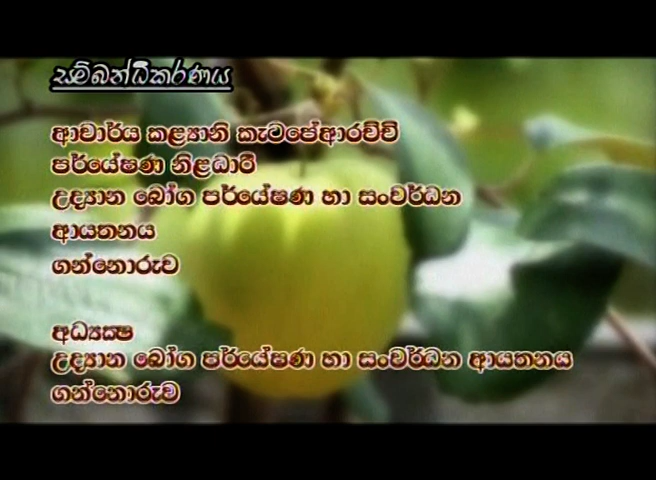 සම්බන්ධීකරණය
ආචාර්ය කළ්‍යානි කැටපේආරච්චි
පර්යේෂණ නිළධාරි
උද්‍යාන බෝග පර්යේෂණ හා සංවර්ධන
ආයතනය
ගන්නොරුව
අධ්‍යක්ෂ
උද්‍යාන බෝග පර්යේෂණ හා සංවර්ධන ආයතනය
ගන්නොරුව